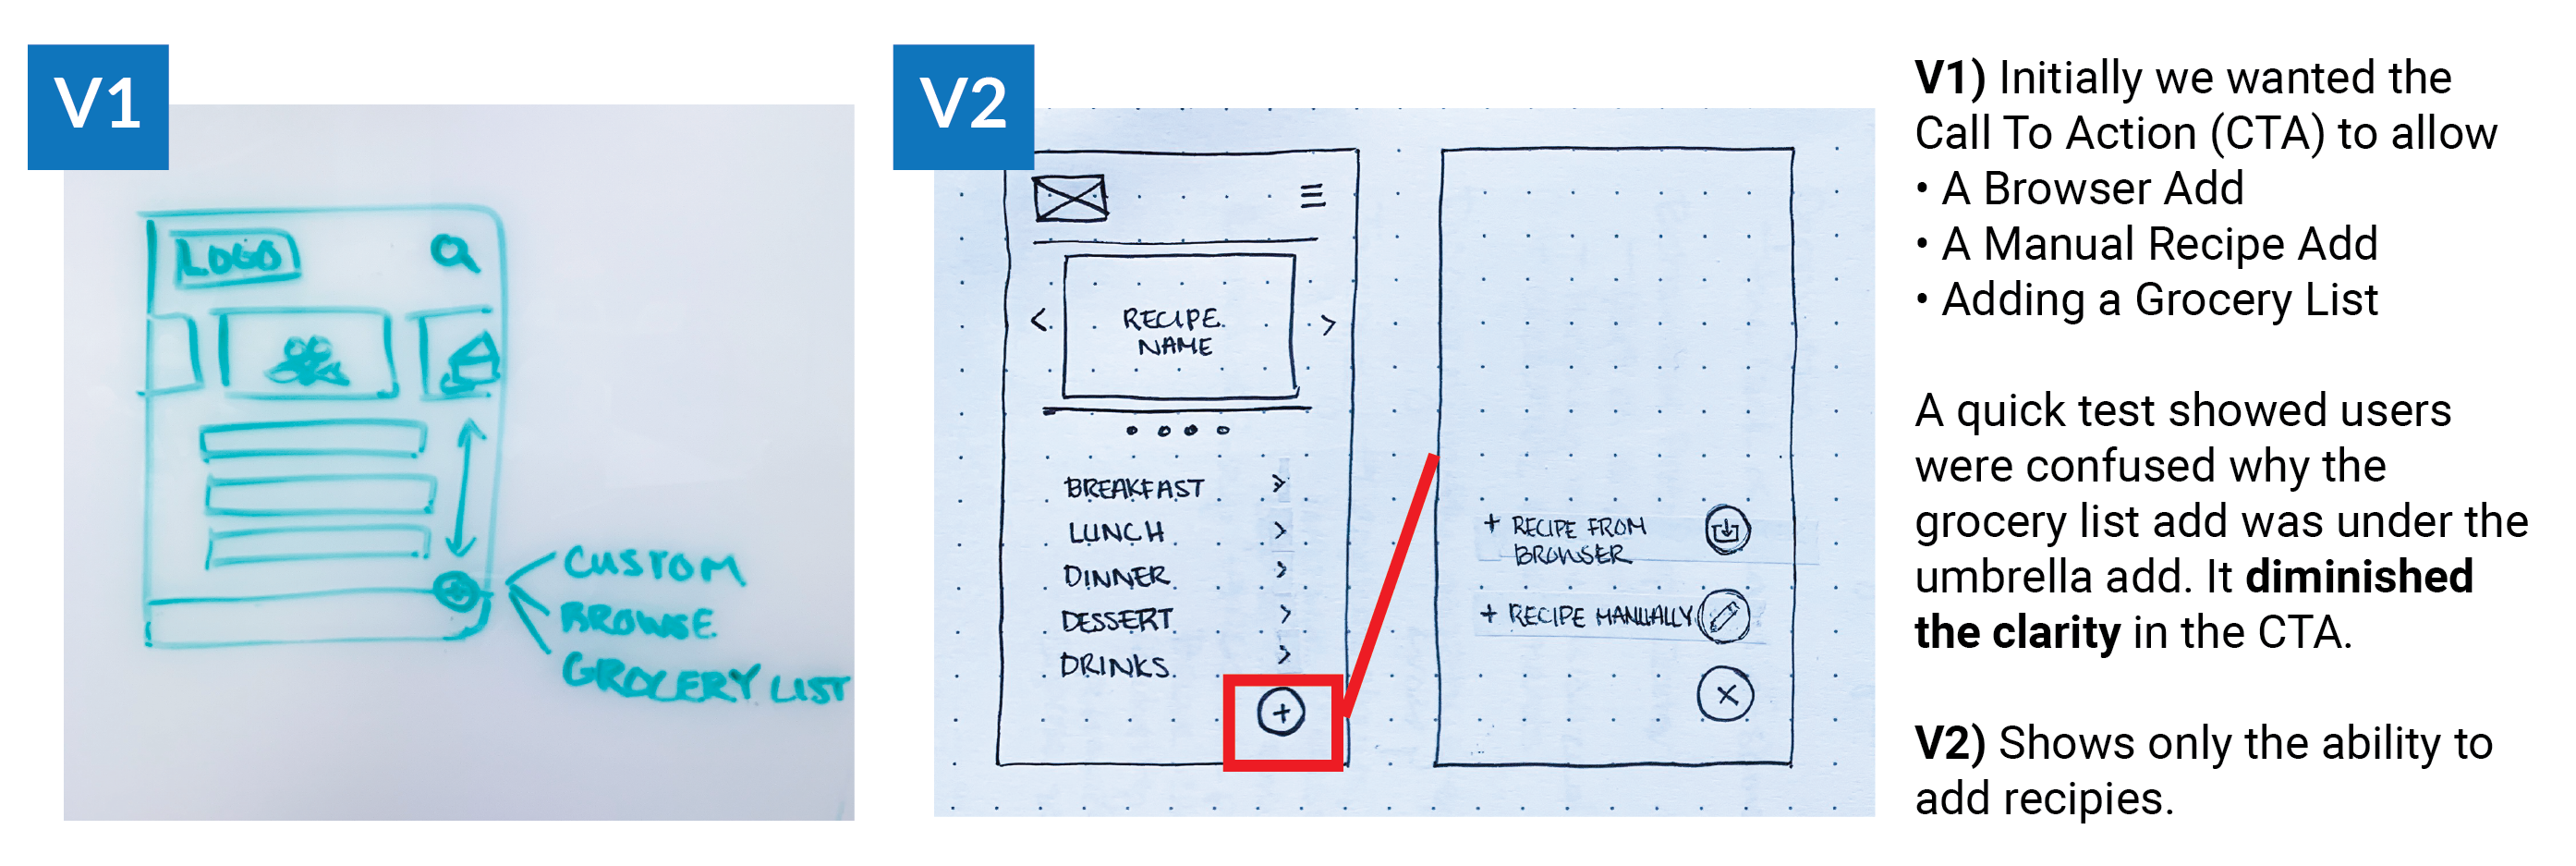 V1
LOGO
CUSTOM
BROWSE
GROCERY LIST
V2
RECIPE
NAME
BREAKFAST
LUNCH
DINNER
DESSERT
DRINKS
+ RECIPE FROM
BROWSER
+ RECIPE MANUALLY
V1) Initially we wanted the
Call To Action (CTA) to allow
• A Browser Add
• A Manual Recipe Add
• Adding a Grocery List
A quick test showed users
were confused why the
grocery list add was under the
umbrella add. It diminished
the clarity in the CTA.
V2) Shows only the ability to
add recipies.